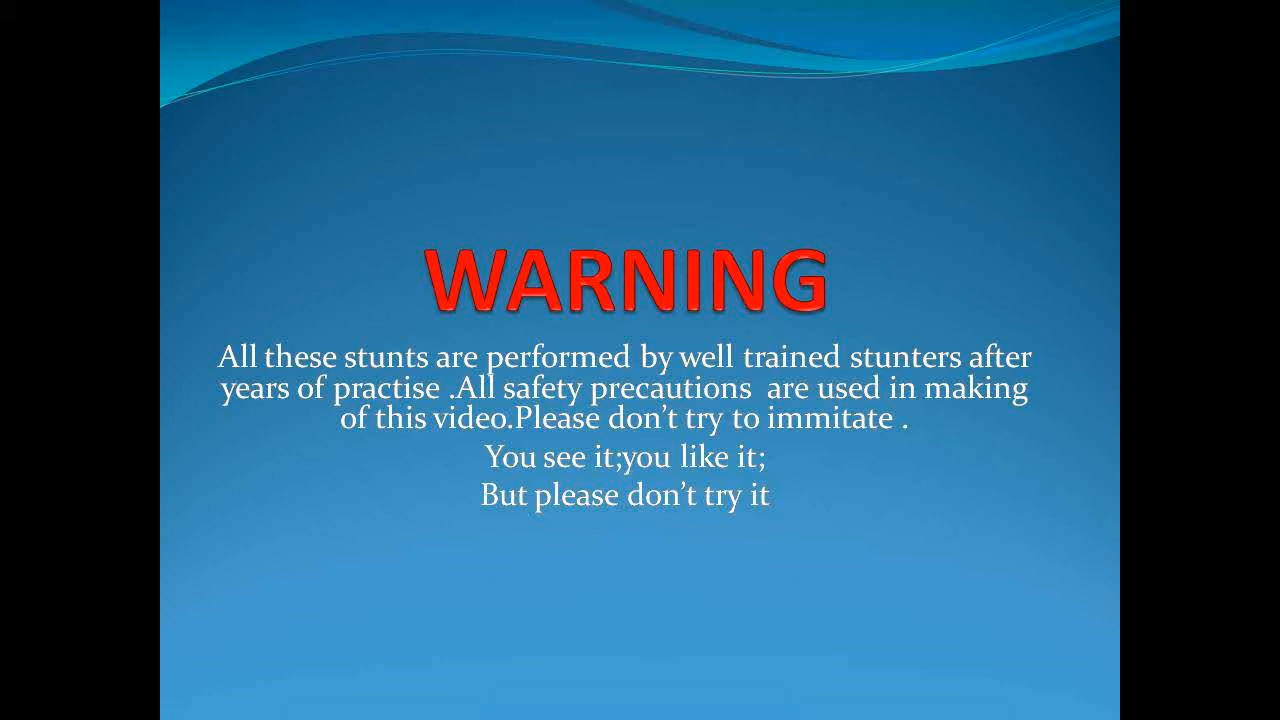 WARNING
All these stunts are performed by well trained stunters after
years of practise .All safety precautions  are used in making
of this video.Please don’t try to immitate .
You see it;you like it;
But please don’t try it